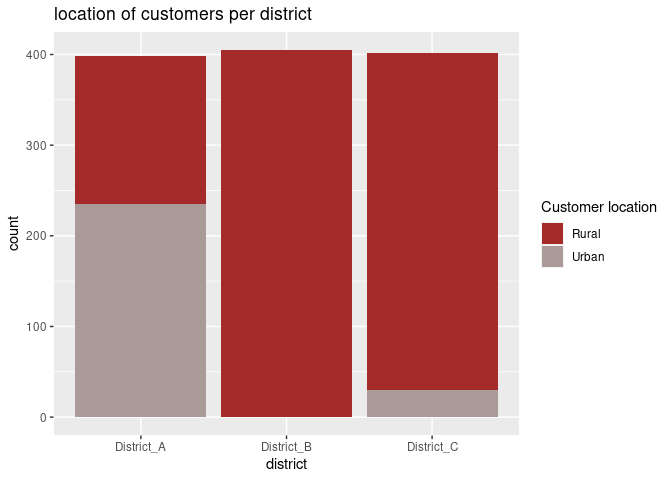 location of customers per district
400
300
200
100
0
count
District_A
District_B
District_C
district
Customer location
Rural
Urban